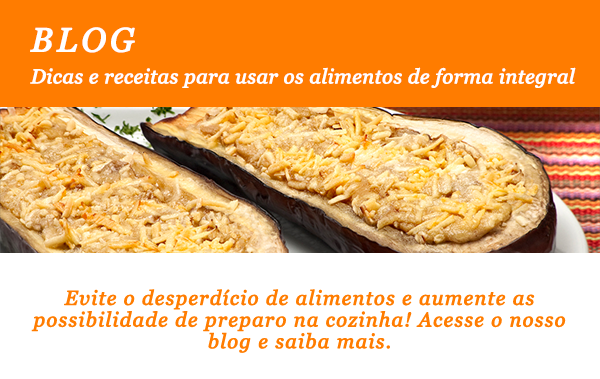 BLOG
Dicas e receitas para usar os alimentos de forma integral
Evite o desperdício de alimentos e aumente as
possibilidade de preparo na cozinha! Acesse o nosso
blog e saiba mais.